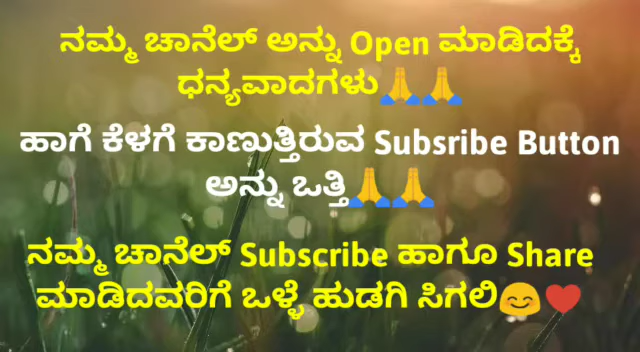 ನಮ್ಮ ಚಾನೆಲ್ ಅನ್ನು Open ಮಾಡಿದಕ್ಕೆ
ಧನ್ಯವಾದಗಳು🙏🙏
ಹಾಗೆ ಕೆಳಗೆ ಕಾಣುತ್ತಿರುವ Subsribe Button
ಅನ್ನು ಒತ್ತಿ🙏🙏
ನಮ್ಮ ಚಾನೆಲ್ Subscribe ಹಾಗೂ Share
ಮಾಡಿದವರಿಗೆ ಒಳ್ಳೆ ಹುಡಗಿ ಸಿಗಲಿ😊❤️